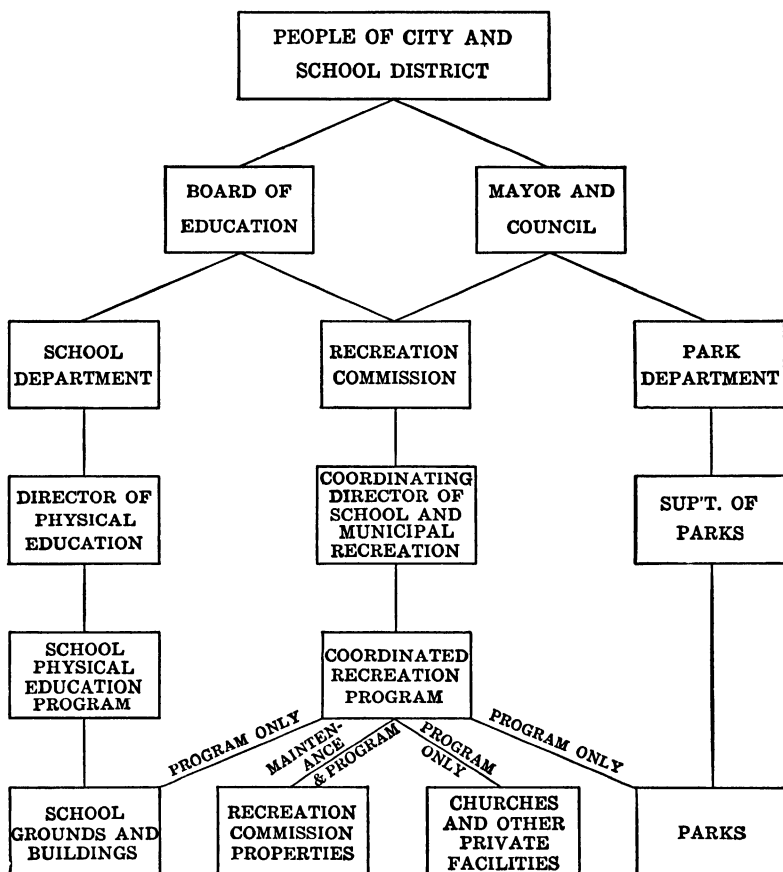 PEOPLE OF CITY AND
SCHOOL DISTRICT
BOARD OF
EDUCATION
MAYOR AND
COUNCIL
SCHOOL
DEPARTMENT
RECREATION
COMMISSION
PARK
DEPARTMENT
DIRECTOR OF
PHYSICAL
EDUCATION
COORDINATING
DIRECTOR OF
SCHOOL AND
MUNICIPAL
RECREATION
SUP'T. OF
PARKS
SCHOOL
PHYSICAL
EDUCATION
PROGRAM
COORDINATED
RECREATION
PROGRAM
PROGRAM ONLY
MAINTEN-
ANCE
& PROGRAM
PROGRAM
ONLY
PROGRAM ONLY
SCHOOL
GROUNDS AND
BUILDINGS
RECREATION
COMMISSION
PROPERTIES
CHURCHES
AND OTHER
PRIVATE
FACILITIES
PARKS